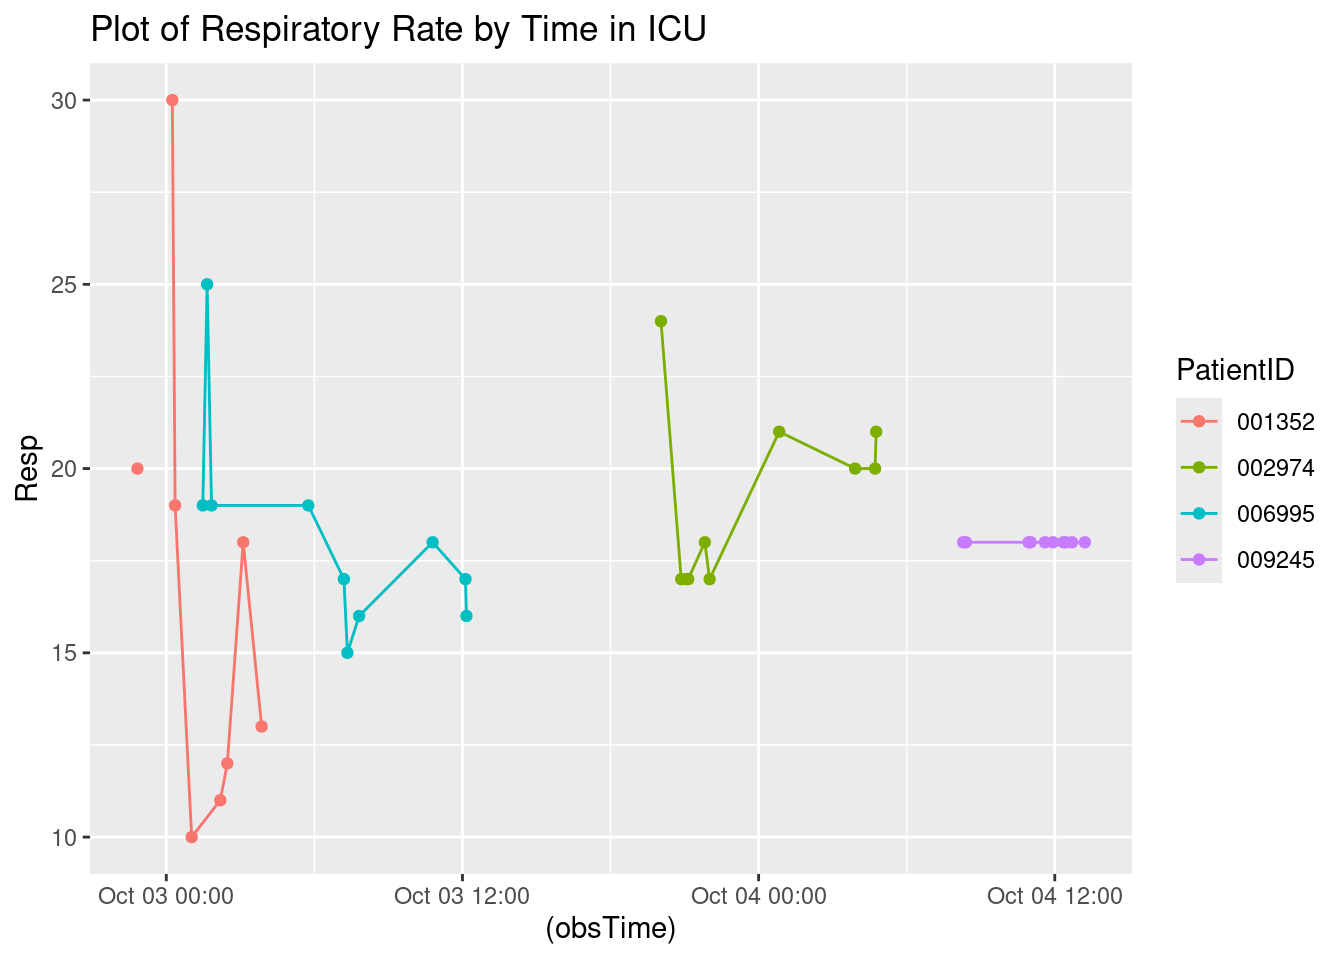 Plot of Respiratory Rate by Time in ICU
30
25
20
15
10
Resp
Oct 03 00:00
Oct 03 12:00
Oct 04 00:00
Oct 04 12:00
(obsTime)
PatientID
001352
002974
006995
009245